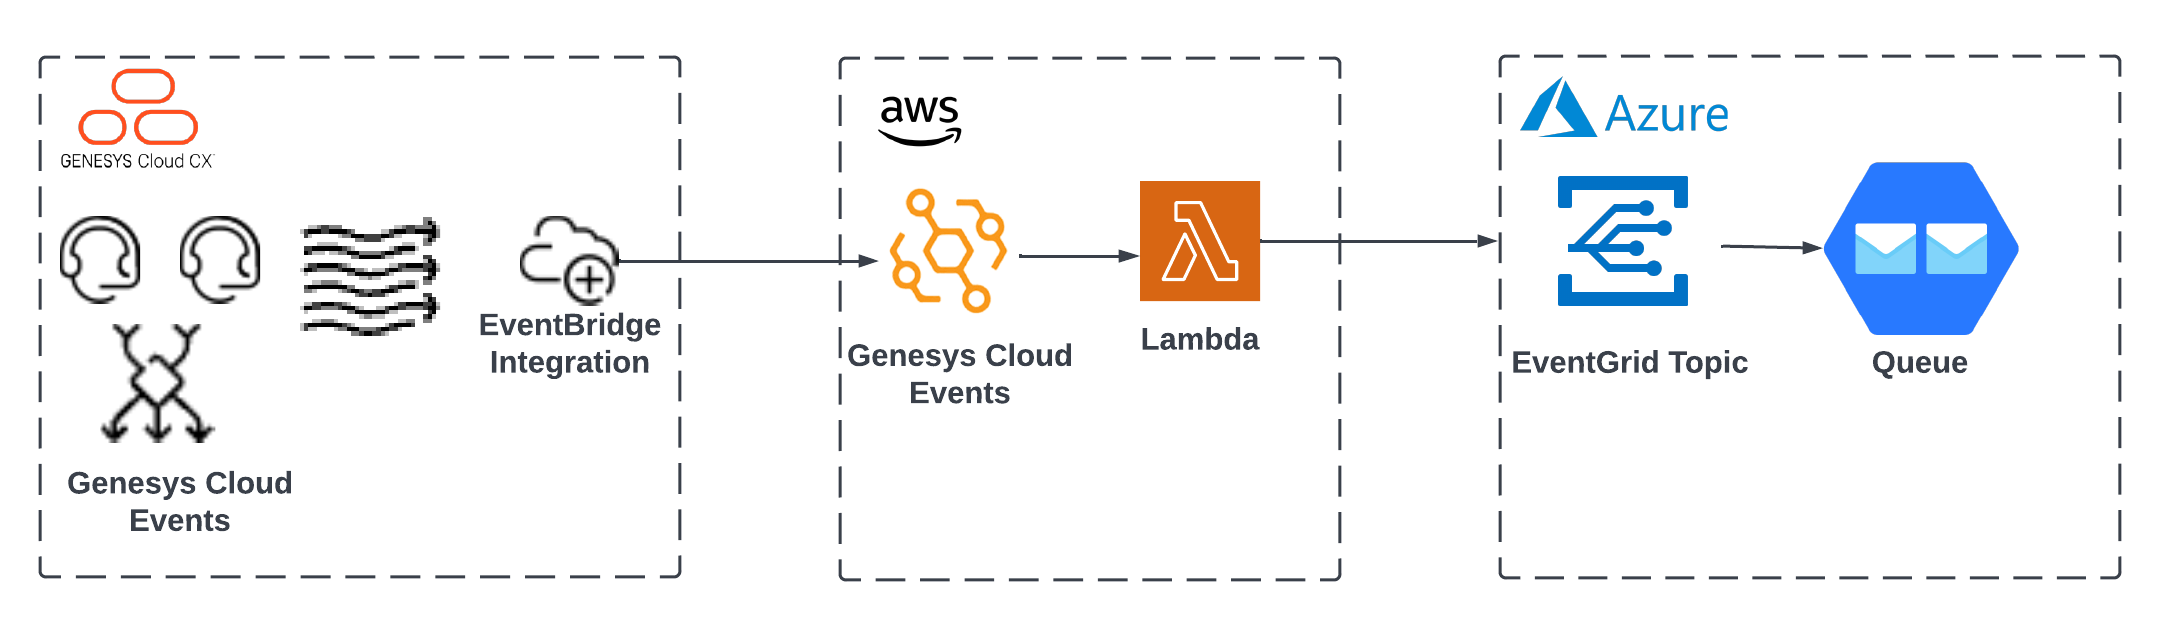 GENESYS Cloud CX
EventBridge
Integration
Genesys Cloud
Events
aws
Genesys Cloud
Events
Lambda
Azure
EventGrid Topic
Queue